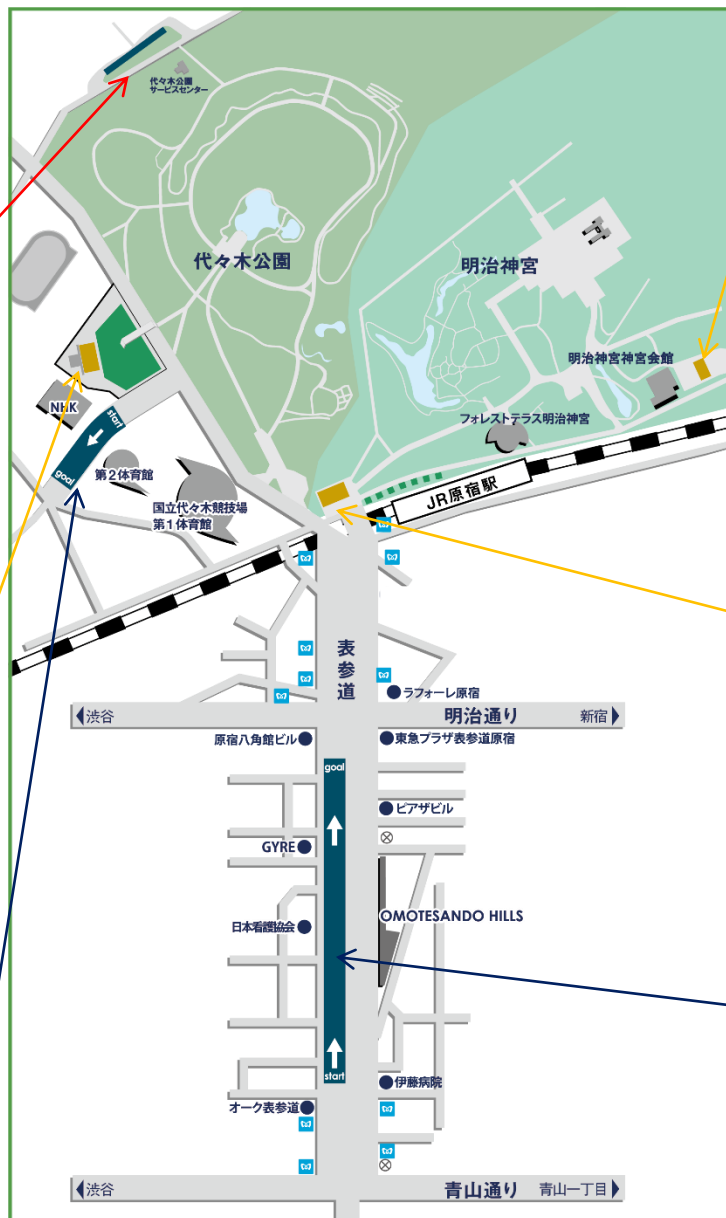 代々木公園
サービスセンター
代々木公園
明治神宮
明治神宮神宮会館
フォレストテラス明治神宮
NHK
start
goal
第2体育館
国立代々木競技場
第1体育館
JR原宿駅
表参道
ラフォーレ原宿
渋谷
明治通り
新宿
原宿八角館ビル
東急プラザ表参道原宿
goal
ピアザビル
GYRE
OMOTESANDO HILLS
日本看護協会
start
伊藤病院
オーク表参道
渋谷
青山通り
青山一丁目